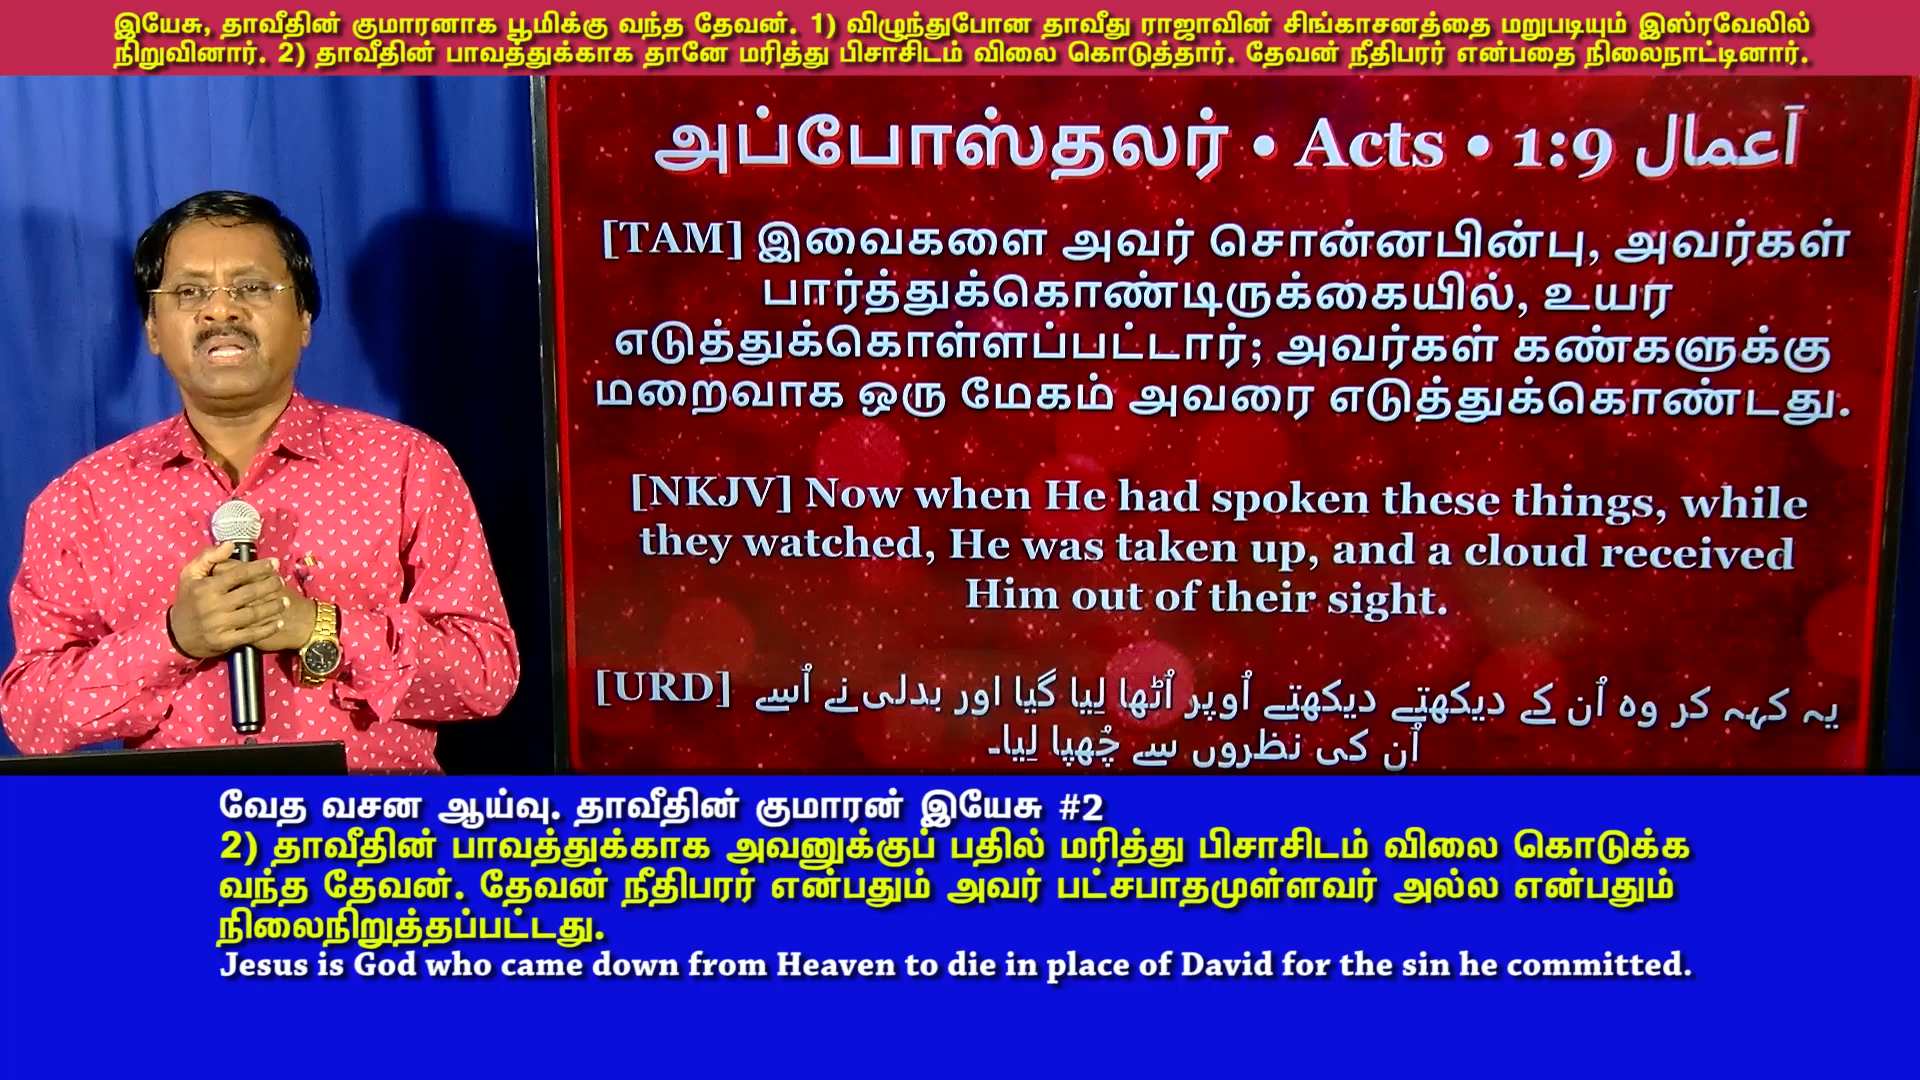 இயேசு, தாவீதின் குமாரனாக பூமிக்கு வந்த தேவன். 1) விழுந்துபோன தாவீது ராஜாவின் சிங்காசனத்தை மறுபடியும் இஸ்ரவேலில்
நிறுவினார். 2) தாவீதின் பாவத்துக்காக தானே மரித்து பிசாசிடம் விலை கொடுத்தார். தேவன் நீதிபரர் என்பதை நிலைநாட்டினார்.
அப்போஸ்தலர் • Acts • 1:9 اَعمال
[TAM] இவைகளை அவர் சொன்னபின்பு, அவர்கள்
பார்த்துக்கொண்டிருக்கையில், உயர
எடுத்துக்கொள்ளப்பட்டார்; அவர்கள் கண்களுக்கு
மறைவாக ஒரு மேகம் அவரை எடுத்துக்கொண்டது.
[NKJV] Now when He had spoken these things, while
they watched, He was taken up, and a cloud received
Him out of their sight.
[URD] یہ کہہ کر وہ اُن کے دیکھتے دیکھتے اُوپر اُٹھا لِیا گیا اور بدلی نے اُسے
اُن کی نظروں سے چُھپا لِیا۔
வேத வசன ஆய்வு. தாவீதின் குமாரன் இயேசு #2
2) தாவீதின் பாவத்துக்காக அவனுக்குப் பதில் மரித்து பிசாசிடம் விலை கொடுக்க
வந்த தேவன். தேவன் நீதிபரர் என்பதும் அவர் பட்சபாதமுள்ளவர் அல்ல என்பதும்
நிலைநிறுத்தப்பட்டது.
Jesus is God who came down from Heaven to die in place of David for the sin he committed.